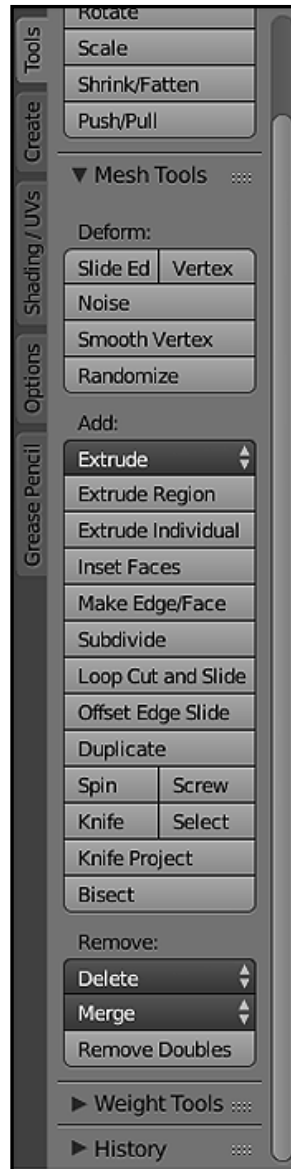 Tools
Create
Shading / UVs
Options
Grease Pencil
Rotate
Scale
Shrink/Fatten
Push/Pull
Mesh Tools
Deform:
Slide Ed Vertex
Noise
Smooth Vertex
Randomize
Add:
Extrude
Extrude Region
Extrude Individual
Inset Faces
Make Edge/Face
Subdivide
Loop Cut and Slide
Offset Edge Slide
Duplicate
Spin Screw
Knife Select
Knife Project
Bisect
Remove:
Delete
Merge
Remove Doubles
Weight Tools
History